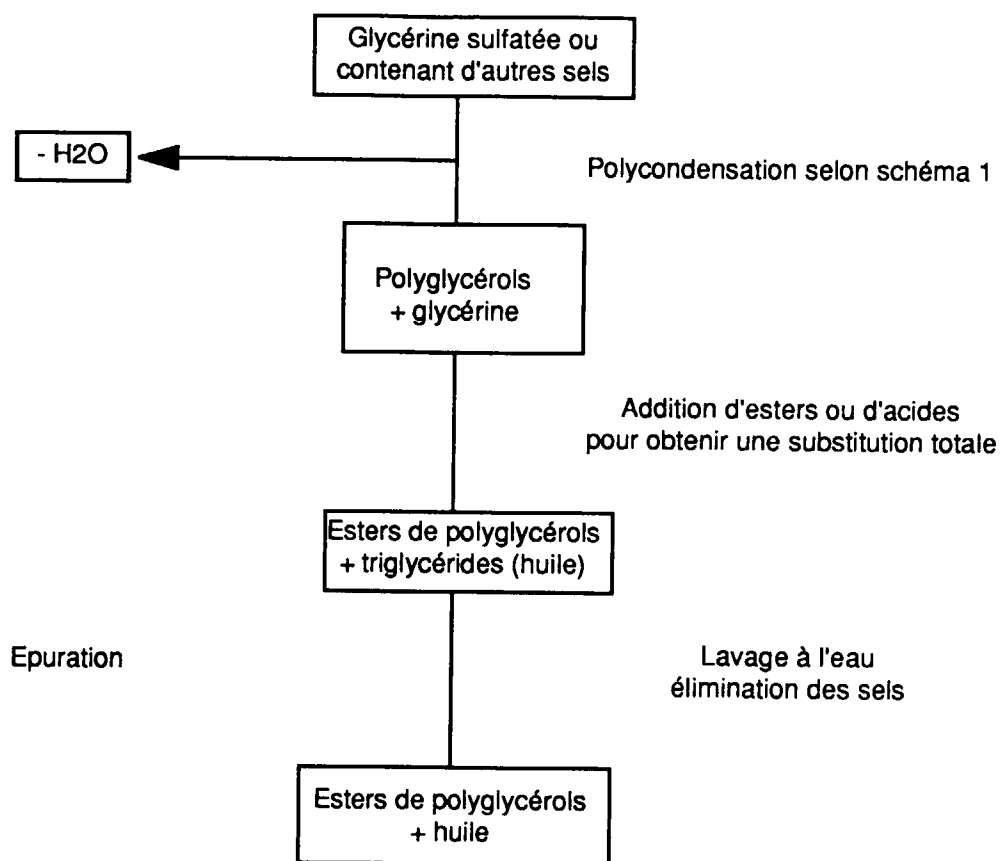 Glycérine sulfatée ou
contenant d'autres sels
- H2O
Polycondensation selon schéma 1
Polyglycérols
+ glycérine
Addition d'esters ou d'acides
pour obtenir une substitution totale
Esters de polyglycérols
+ triglycérides (huile)
Epuration
Lavage à l'eau
élimination des sels
Esters de polyglycérols
+ huile